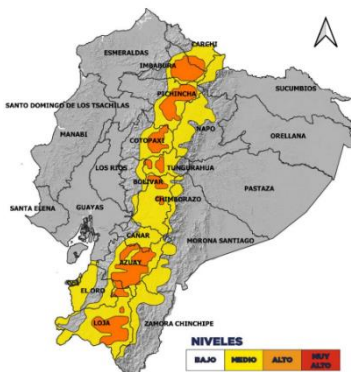 CARCHI
ESMERALDAS
IMBABURA
SUCUMBIOS
PICHINCHA
SANTO DOMINGO DE LOS TSACHILAS
NAPO
ORELLANA
MANABI
COTOPAXI
LOS RIOS
TUNGURAHUA
BOLIVAR
PASTAZA
SANTA ELENA
GUAYAS
CHIMBORAZO
MORONA SANTIAGO
CAÑAR
AZUAY
EL ORO
LOJA
ZAMORA CHINCHIPE
NIVELES
BAJO MEDIO ALTO MUY ALTO